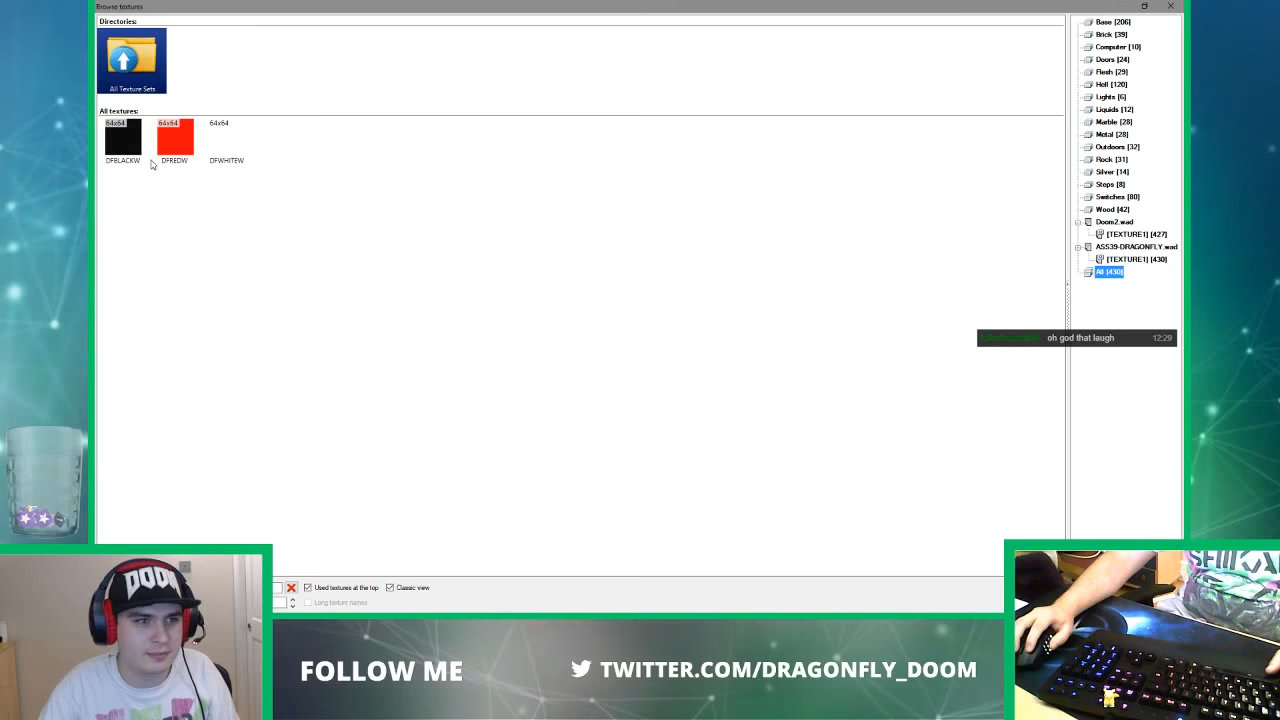 Browse textures
Directories:
All Texture Sets
All textures:
64x64
64x64
64x64
DFBLACKW
DFREDW
DFWHITEW
Base [206]
Brick [39]
Computer [10]
Doors [24]
Flesh [29]
Hell [120]
Lights [6]
Liquids [12]
Marble [28]
Metal [28]
Outdoors [32]
Rock [31]
Silver [14]
Steps [8]
Switches [80]
Wood [42]
Doom2.wad
[TEXTURE1] [427]
ASS39-DRAGONFLY.wad
[TEXTURE1] [430]
All [430]
oh god that laugh 12:29
Used textures at the top
Classic view
Long texture names
DOOM
FOLLOW ME
TWITTER.COM/DRAGONFLY_DOOM